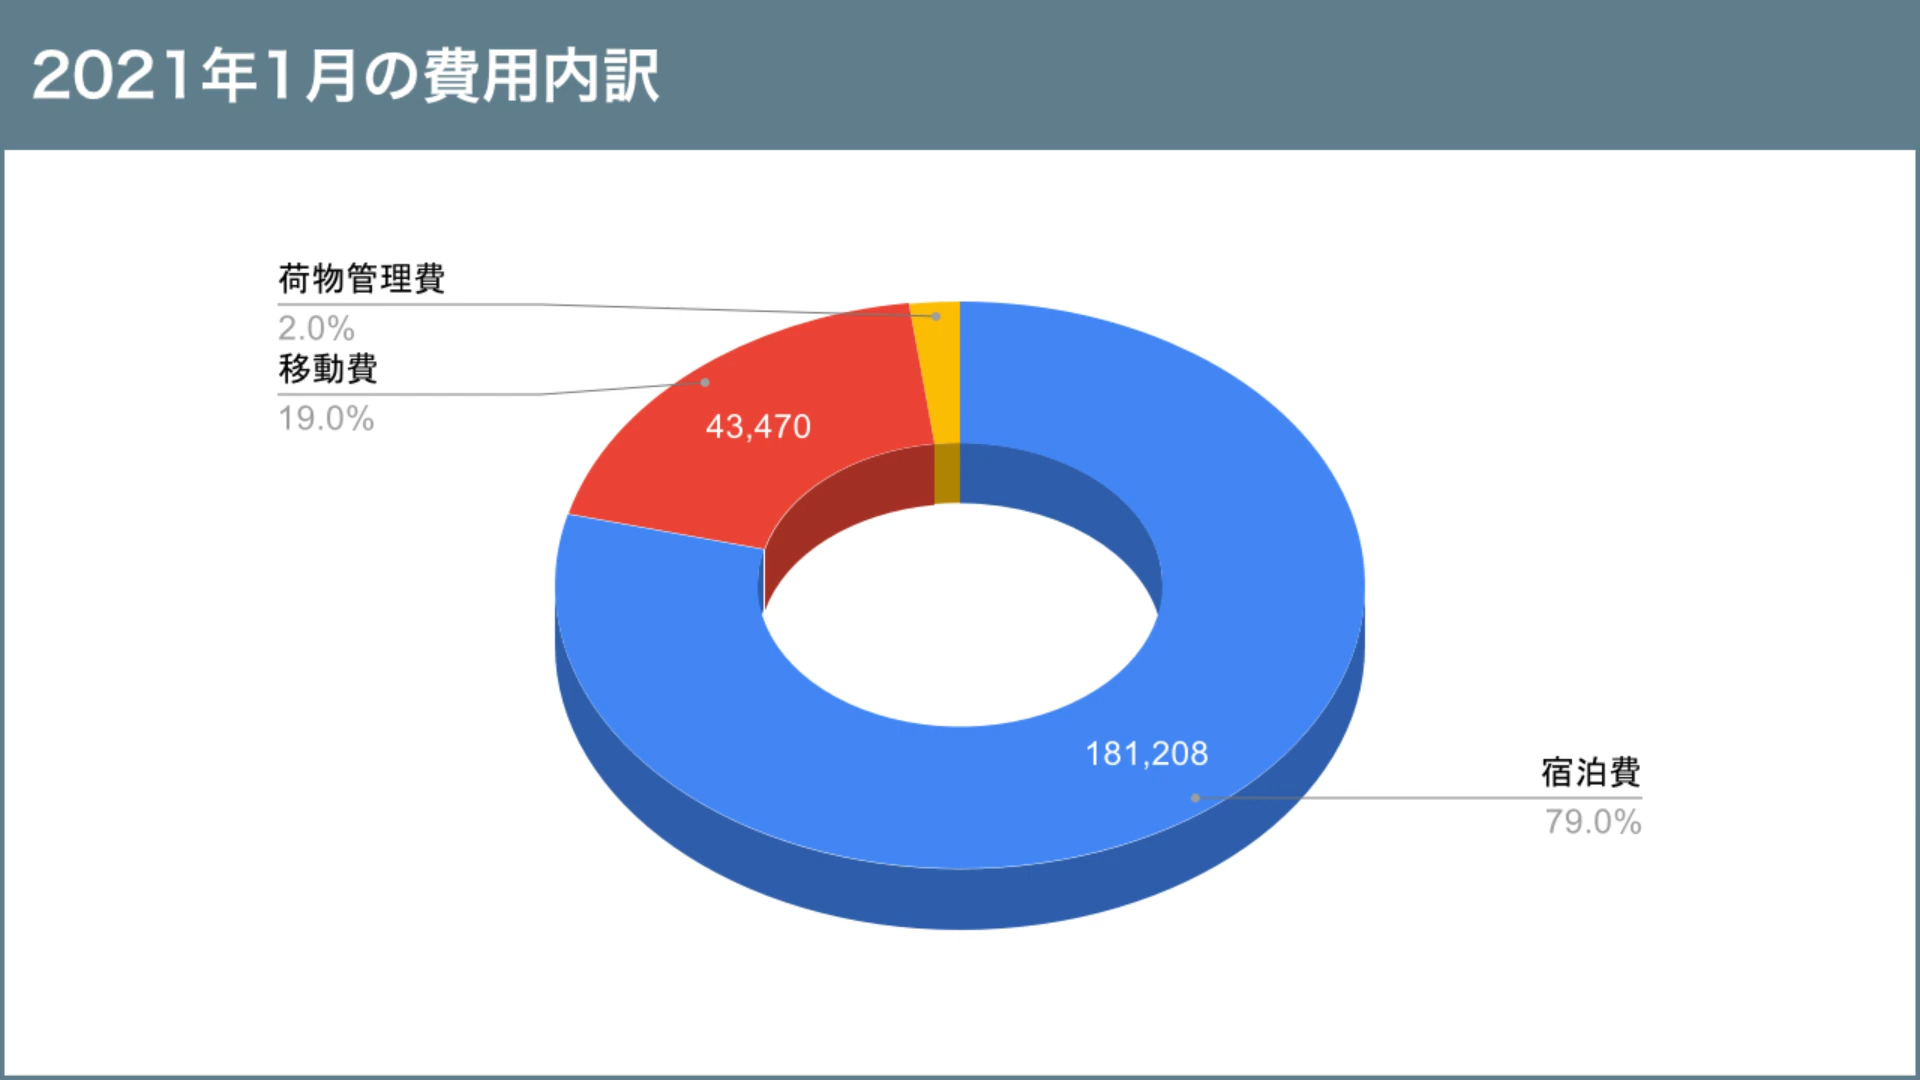 2021年1月の費用内訳
荷物管理費
2.0%
移動費
19.0%
43,470
181,208
宿泊費
79.0%